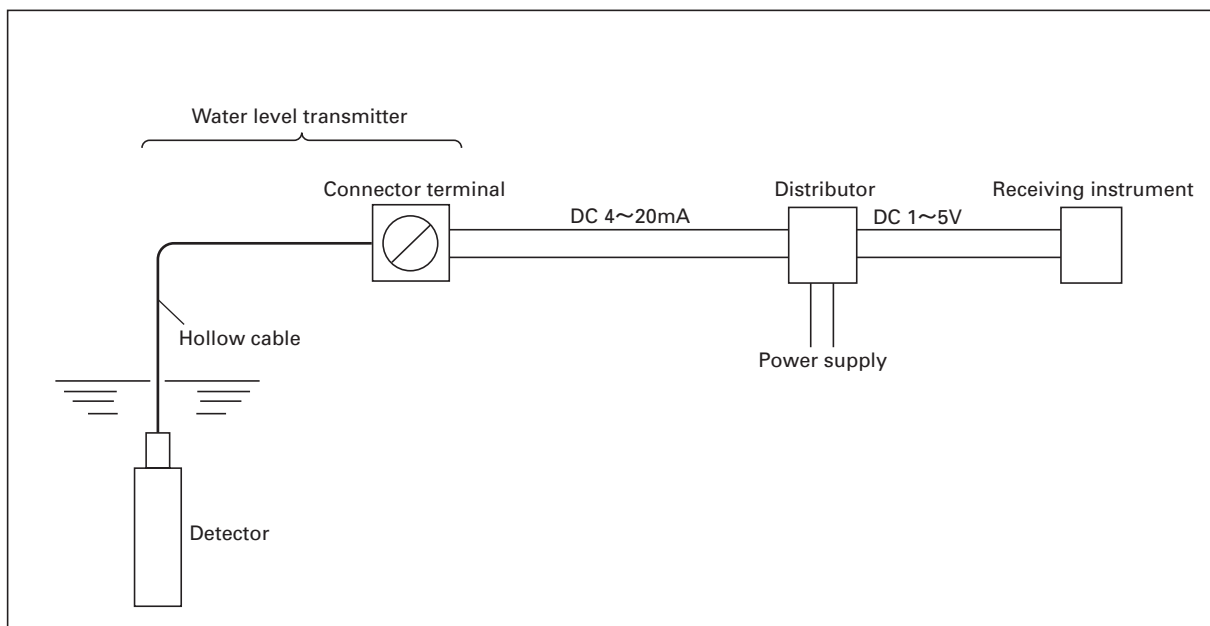 Water level transmitter
Connector terminal
Distributor
Receiving instrument
DC 4～20mA
DC 1～5V
Hollow cable
Power supply
Detector